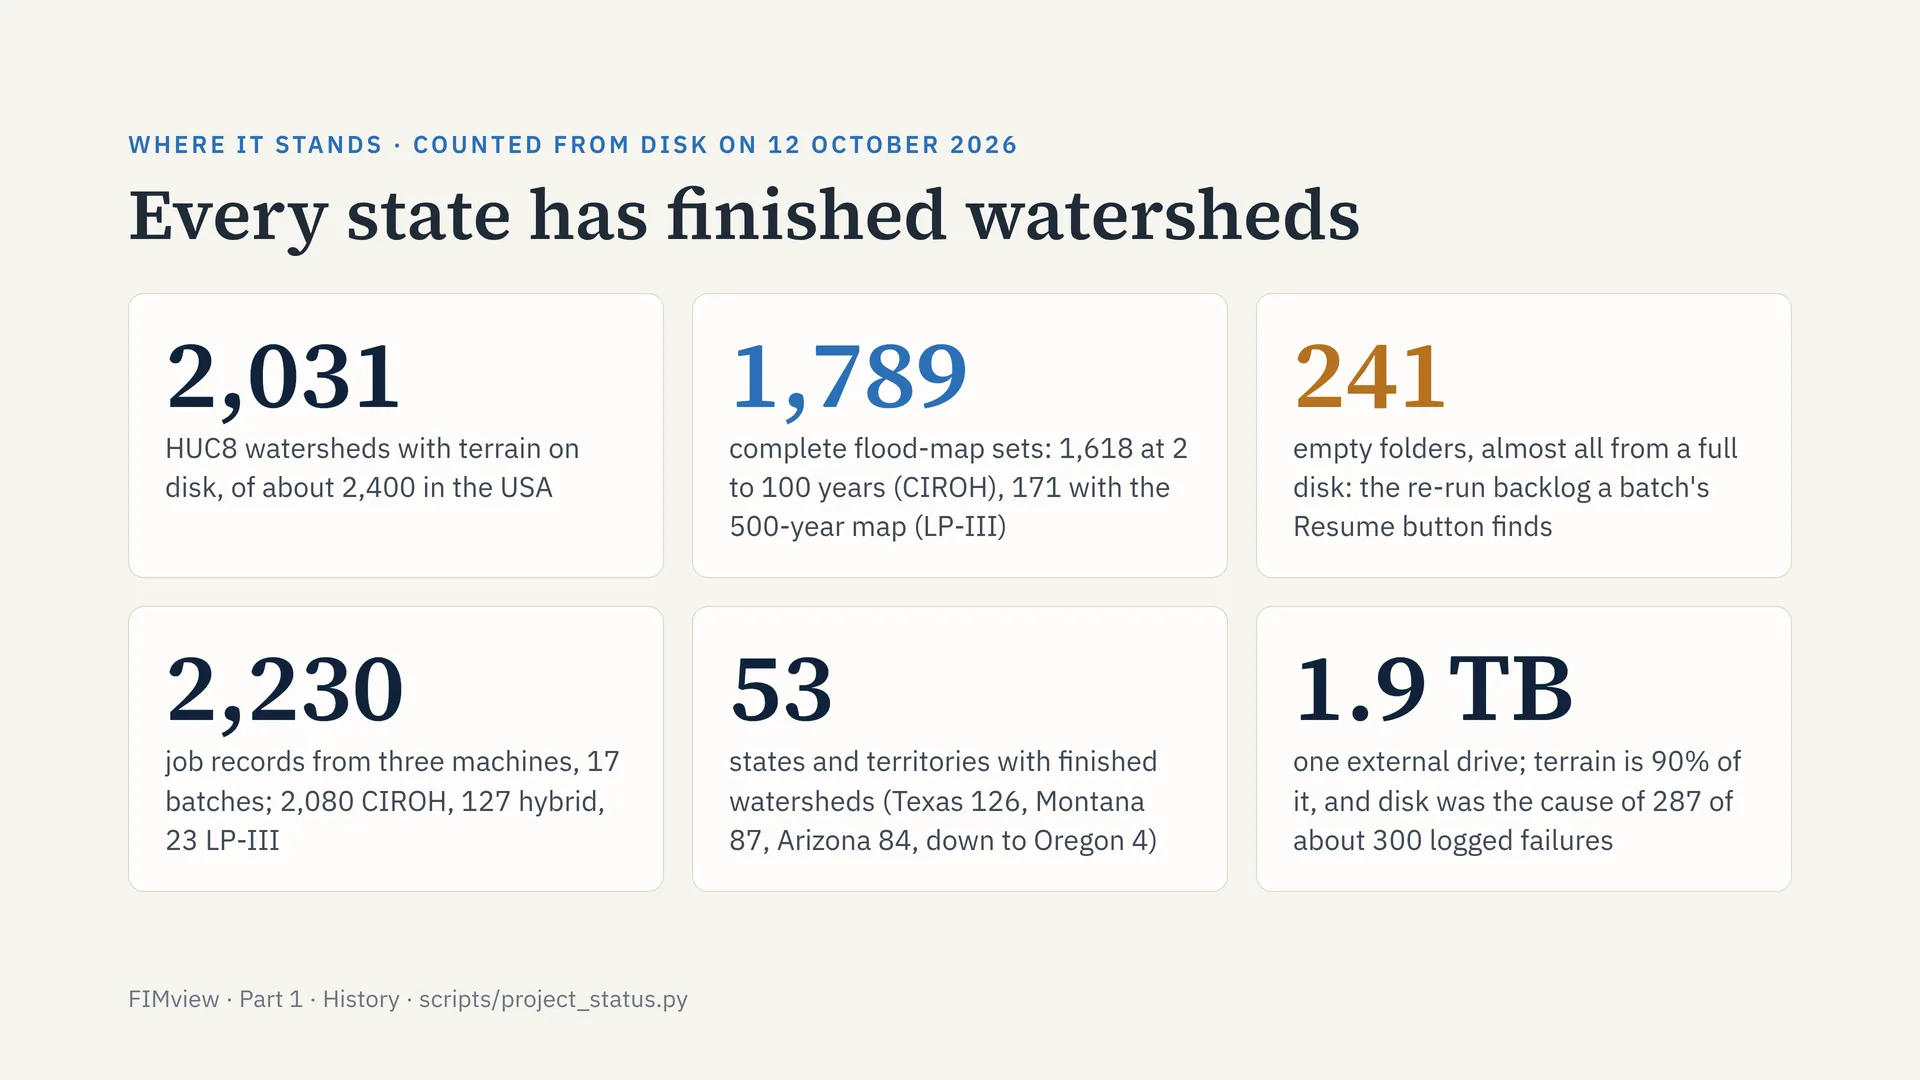 WHERE IT STANDS · COUNTED FROM DISK ON 12 OCTOBER 2026
Every state has finished watersheds
2,031
HUC8 watersheds with terrain on
disk, of about 2,400 in the USA
1,789
complete flood-map sets: 1,618 at 2
to 100 years (CIROH), 171 with the
500-year map (LP-III)
241
empty folders, almost all from a full
disk: the re-run backlog a batch's
Resume button finds
2,230
job records from three machines, 17
batches; 2,080 CIROH, 127 hybrid,
23 LP-III
53
states and territories with finished
watersheds (Texas 126, Montana
87, Arizona 84, down to Oregon 4)
1.9 TB
one external drive; terrain is 90% of
it, and disk was the cause of 287 of
about 300 logged failures
FIMview · Part 1 · History · scripts/project_status.py